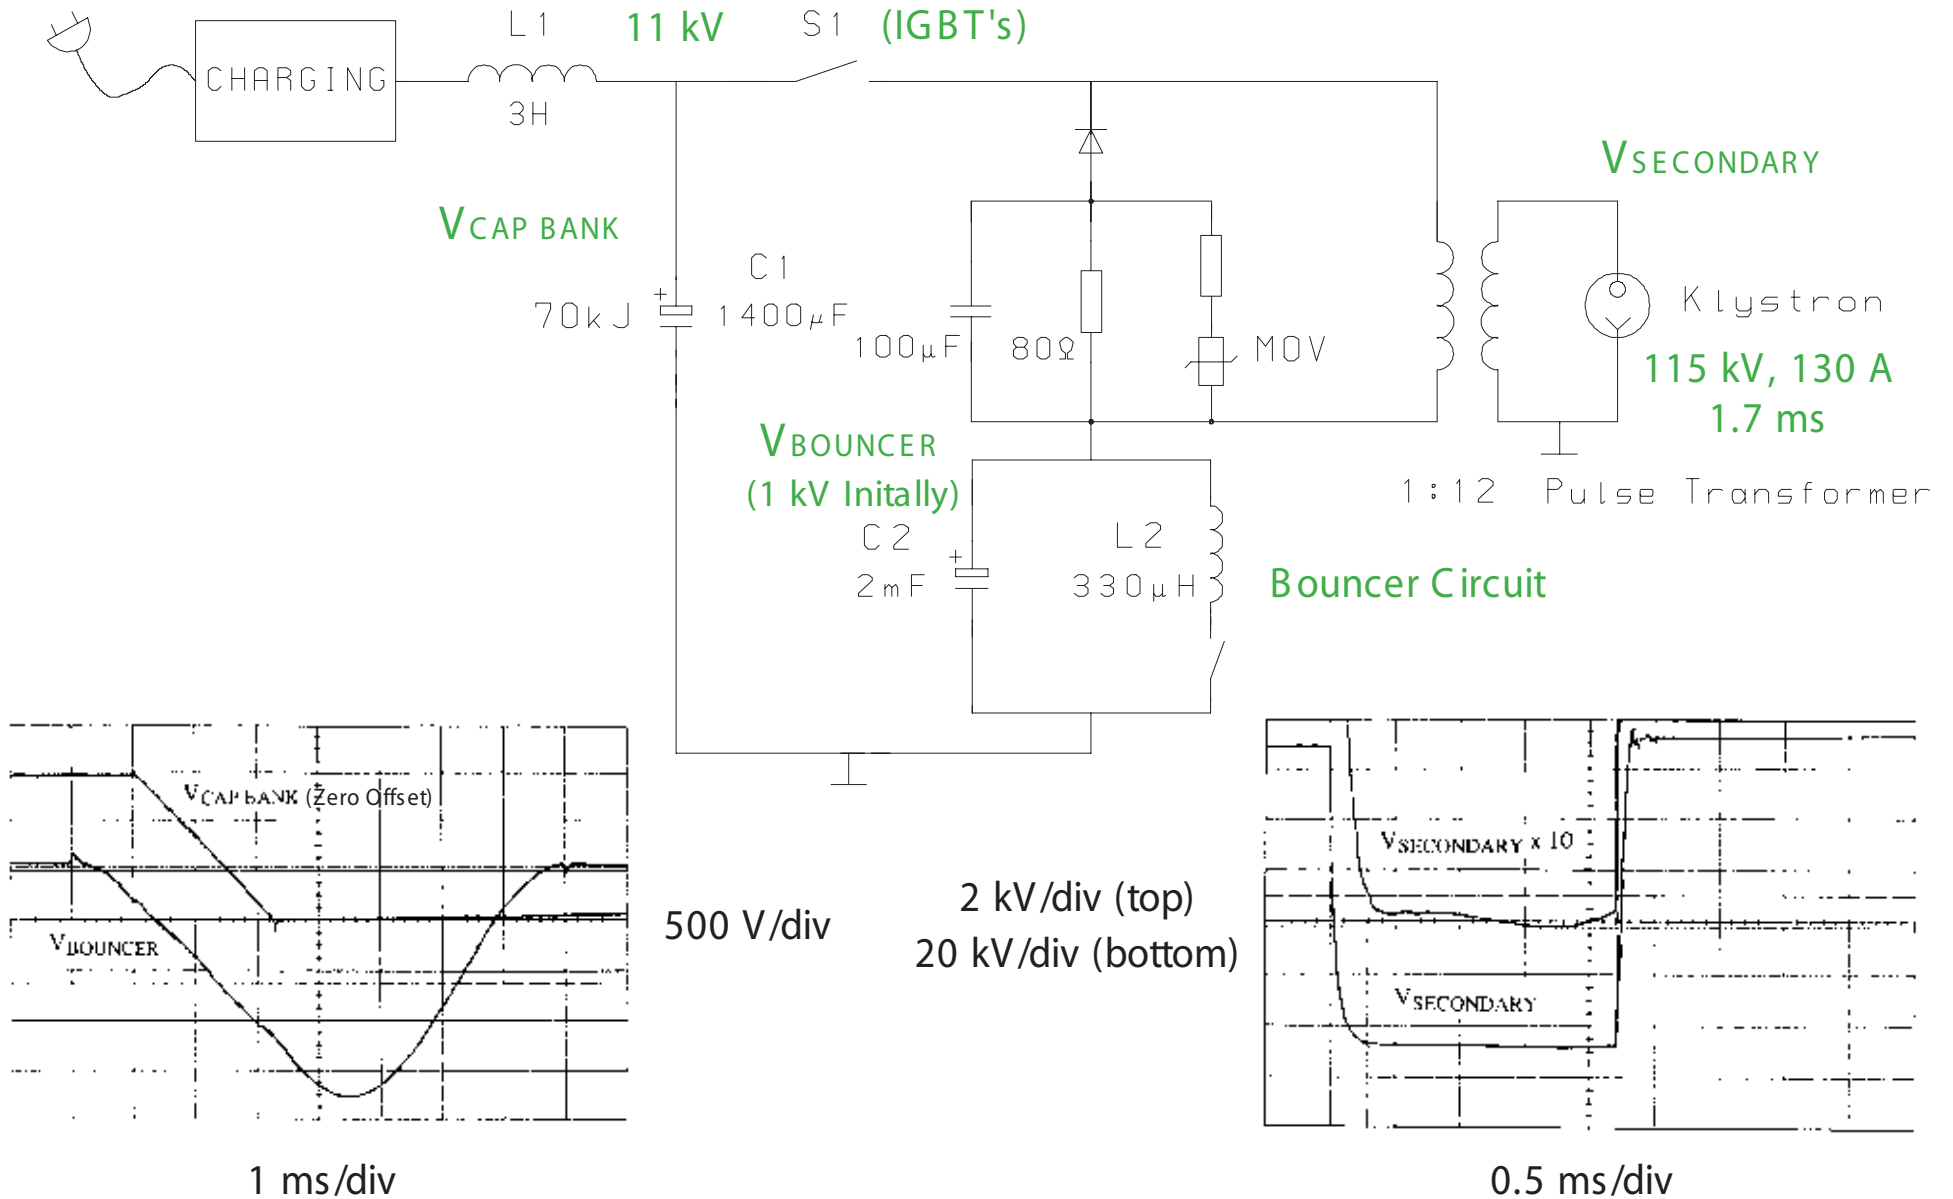 L1 11 kV S1 (IGBT's)
CHARGING
3H
VSECONDARY
VCAP BANK
C1
70kJ + 1400µF
Klystron
100µF 80Ω MOV
115 kV, 130 A
1.7 ms
VBOUNCER
(1 kV Initally)
1:12 Pulse Transformer
C2 L2
+
2mF 330µH
Bouncer Circuit
VCAP BANK (Zero Offset)
VSECONDARY x 10
2 kV/div (top)
500 V/div
20 kV/div (bottom)
VBOUNCER
VSECONDARY
1 ms/div
0.5 ms/div